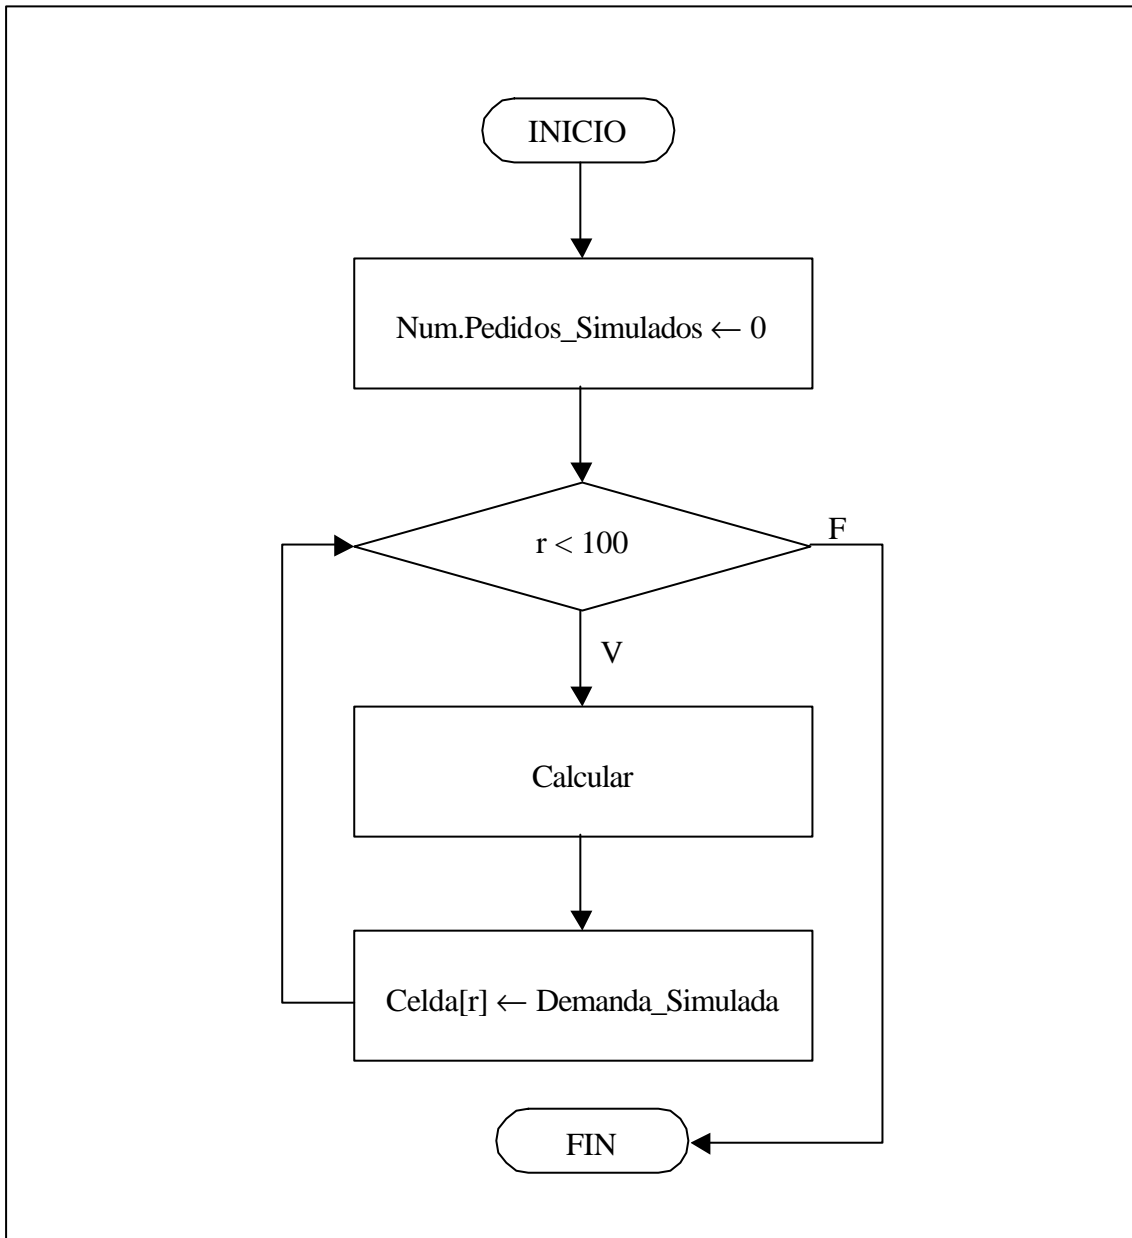 INICIO
Num.Pedidos_Simulados ← 0
r < 100
F
V
Calcular
Celda[r] ← Demanda_Simulada
FIN